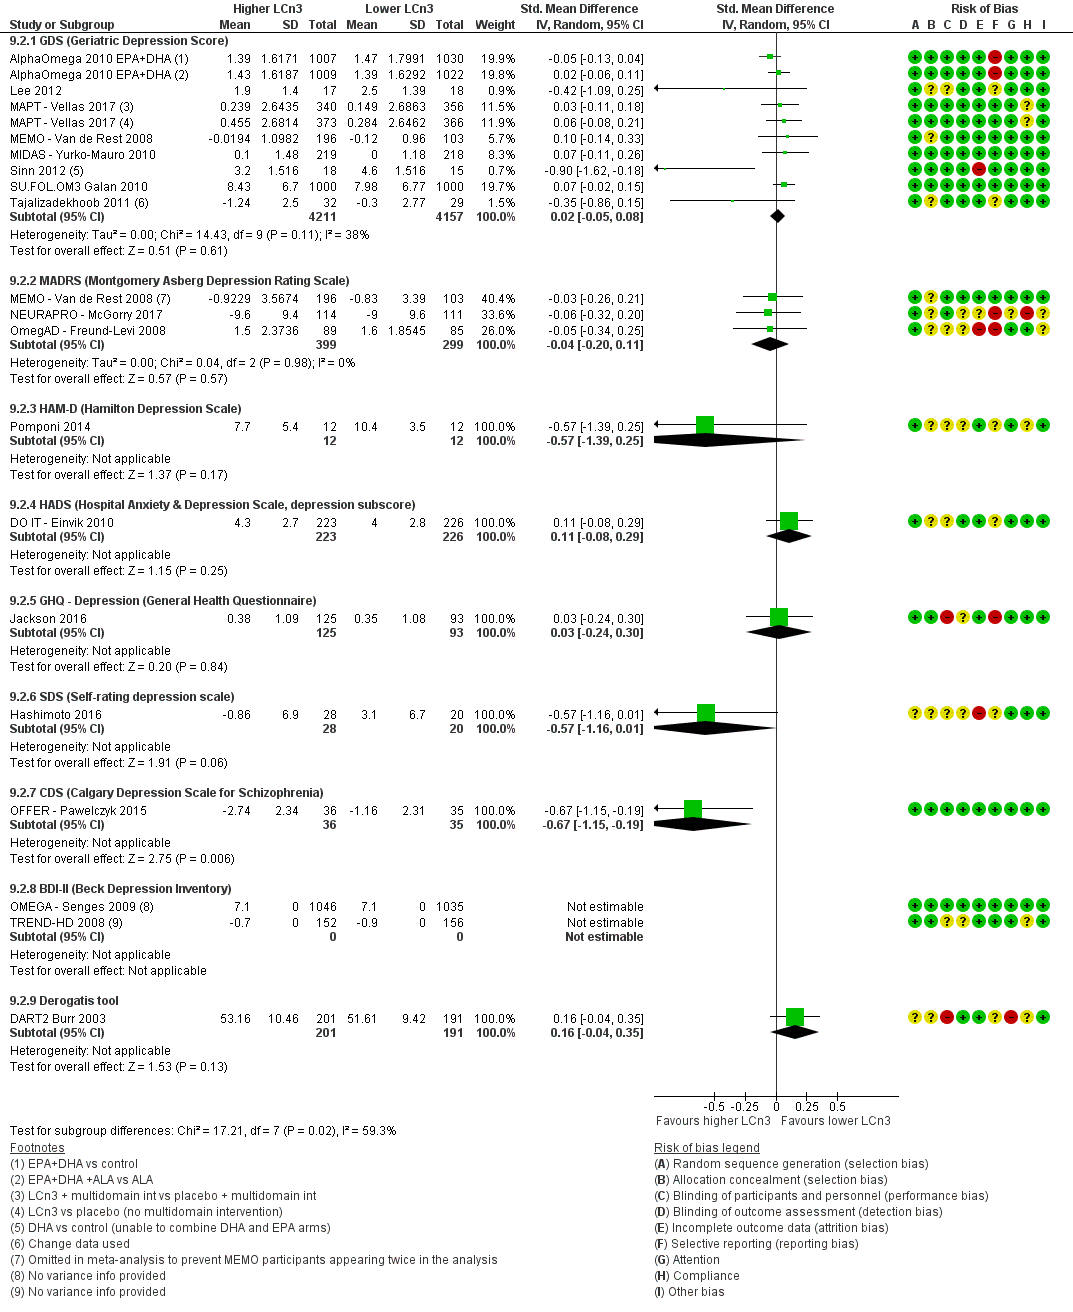 Higher LCn3 Lower LCn3 Std. Mean Difference Std. Mean Difference Risk of Bias
Study or Subgroup Mean SD Total Mean SD Total Weight IV, Random, 95% CI IV, Random, 95% CI A B C D E F G H I
9.2.1 GDS (Geriatric Depression Score)
AlphaOmega 2010 EPA+DHA (1) 1.39 1.6171 1007 1.47 1.7991 1030 19.9% -0.05 [-0.13, 0.04] + + + + + - + + +
AlphaOmega 2010 EPA+DHA (2) 1.43 1.6187 1009 1.39 1.6292 1022 19.9% 0.02 [-0.06, 0.11] + + + + + - + + +
Lee 2012 1.9 1.4 17 2.5 1.39 18 0.9% -0.42 [-1.09, 0.25] + ? ? + + ? + + +
MAPT - Vellas 2017 (3) 0.239 2.6435 340 0.149 2.6863 356 11.5% 0.03 [-0.11, 0.18] + + + + + + + ? +
MAPT - Vellas 2017 (4) 0.455 2.6814 373 0.284 2.6462 366 11.9% 0.06 [-0.08, 0.21] + + + + + + + ? +
MEMO - Van de Rest 2008 -0.0194 1.0982 196 -0.12 0.96 103 5.7% 0.10 [-0.14, 0.33] + ? + + + + + + +
MIDAS - Yurko-Mauro 2010 0.1 1.48 219 0 1.18 218 8.3% 0.07 [-0.11, 0.26] + + + + + + + + +
Sinn 2012 (5) 3.2 1.516 18 4.6 1.516 15 0.8% -0.90 [-1.62, -0.18] + + + + - + + + +
SU.FOL.OM3 Galan 2010 8.43 6.7 1000 7.98 6.77 1000 19.7% 0.07 [-0.02, 0.15] + + + + + + + + +
Tajalizadekhoob 2011 (6) -1.24 2.5 32 -0.3 2.77 29 1.5% -0.35 [-0.86, 0.15] + ? + + + ? + + +
Subtotal (95% CI) 4211 4157 100.0% 0.02 [-0.05, 0.08]
Heterogeneity: Tau² = 0.00; Chi² = 14.43, df = 9 (P = 0.11); I² = 38%
Test for overall effect: Z = 0.51 (P = 0.61)
9.2.2 MADRS (Montgomery Asberg Depression Rating Scale)
MEMO - Van de Rest 2008 (7) -0.9229 3.5674 196 -0.83 3.39 103 40.4% -0.03 [-0.26, 0.21] + ? + + + + + + +
NEURAPRO - McGorry 2017 -9.6 9.4 114 -9 9.6 111 33.6% -0.06 [-0.32, 0.20] + ? + ? ? - ? - ?
OmegAD - Freund-Levi 2008 1.5 2.3736 89 1.6 1.8545 85 26.0% -0.05 [-0.34, 0.25] + ? ? ? - - + + ?
Subtotal (95% CI) 399 299 100.0% -0.04 [-0.20, 0.11]
Heterogeneity: Tau² = 0.00; Chi² = 0.04, df = 2 (P = 0.98); I² = 0%
Test for overall effect: Z = 0.57 (P = 0.57)
9.2.3 HAM-D (Hamilton Depression Scale)
Pomponi 2014 7.7 5.4 12 10.4 3.5 12 100.0% -0.57 [-1.39, 0.25] + ? ? ? + ? + ? +
Subtotal (95% CI) 12 12 100.0% -0.57 [-1.39, 0.25]
Heterogeneity: Not applicable
Test for overall effect: Z = 1.37 (P = 0.17)
9.2.4 HADS (Hospital Anxiety & Depression Scale, depression subscore)
DO IT - Einvik 2010 4.3 2.7 223 4 2.8 226 100.0% 0.11 [-0.08, 0.29] + ? ? + + ? + + +
Subtotal (95% CI) 223 226 100.0% 0.11 [-0.08, 0.29]
Heterogeneity: Not applicable
Test for overall effect: Z = 1.15 (P = 0.25)
9.2.5 GHQ - Depression (General Health Questionnaire)
Jackson 2016 0.38 1.09 125 0.35 1.08 93 100.0% 0.03 [-0.24, 0.30] + + - ? + - + + +
Subtotal (95% CI) 125 93 100.0% 0.03 [-0.24, 0.30]
Heterogeneity: Not applicable
Test for overall effect: Z = 0.20 (P = 0.84)
9.2.6 SDS (Self-rating depression scale)
Hashimoto 2016 -0.86 6.9 28 3.1 6.7 20 100.0% -0.57 [-1.16, 0.01] ? ? ? ? - ? + + +
Subtotal (95% CI) 28 20 100.0% -0.57 [-1.16, 0.01]
Heterogeneity: Not applicable
Test for overall effect: Z = 1.91 (P = 0.06)
9.2.7 CDS (Calgary Depression Scale for Schizophrenia)
OFFER - Pawelczyk 2015 -2.74 2.34 36 -1.16 2.31 35 100.0% -0.67 [-1.15, -0.19] + + + + + + + + +
Subtotal (95% CI) 36 35 100.0% -0.67 [-1.15, -0.19]
Heterogeneity: Not applicable
Test for overall effect: Z = 2.75 (P = 0.006)
9.2.8 BDI-II (Beck Depression Inventory)
OMEGA - Senges 2009 (8) 7.1 0 1046 7.1 0 1035 Not estimable + + + + + + + + +
TREND-HD 2008 (9) -0.7 0 152 -0.9 0 156 Not estimable + + ? ? + + + ? +
Subtotal (95% CI) 0 0 Not estimable
Heterogeneity: Not applicable
Test for overall effect: Not applicable
9.2.9 Derogatis tool
DART2 Burr 2003 53.16 10.46 201 51.61 9.42 191 100.0% 0.16 [-0.04, 0.35] ? ? - + + ? - ? +
Subtotal (95% CI) 201 191 100.0% 0.16 [-0.04, 0.35]
Heterogeneity: Not applicable
Test for overall effect: Z = 1.53 (P = 0.13)
-0.5 -0.25 0 0.25 0.5
Favours higher LCn3 Favours lower LCn3
Test for subgroup differences: Chi² = 17.21, df = 7 (P = 0.02), I² = 59.3%
Footnotes
(1) EPA+DHA vs control
(2) EPA+DHA +ALA vs ALA
(3) LCn3 + multidomain int vs placebo + multidomain int
(4) LCn3 vs placebo (no multidomain intervention)
(5) DHA vs control (unable to combine DHA and EPA arms)
(6) Change data used
(7) Omitted in meta-analysis to prevent MEMO participants appearing twice in the analysis
(8) No variance info provided
(9) No variance info provided
Risk of bias legend
(A) Random sequence generation (selection bias)
(B) Allocation concealment (selection bias)
(C) Blinding of participants and personnel (performance bias)
(D) Blinding of outcome assessment (detection bias)
(E) Incomplete outcome data (attrition bias)
(F) Selective reporting (reporting bias)
(G) Attention
(H) Compliance
(I) Other bias